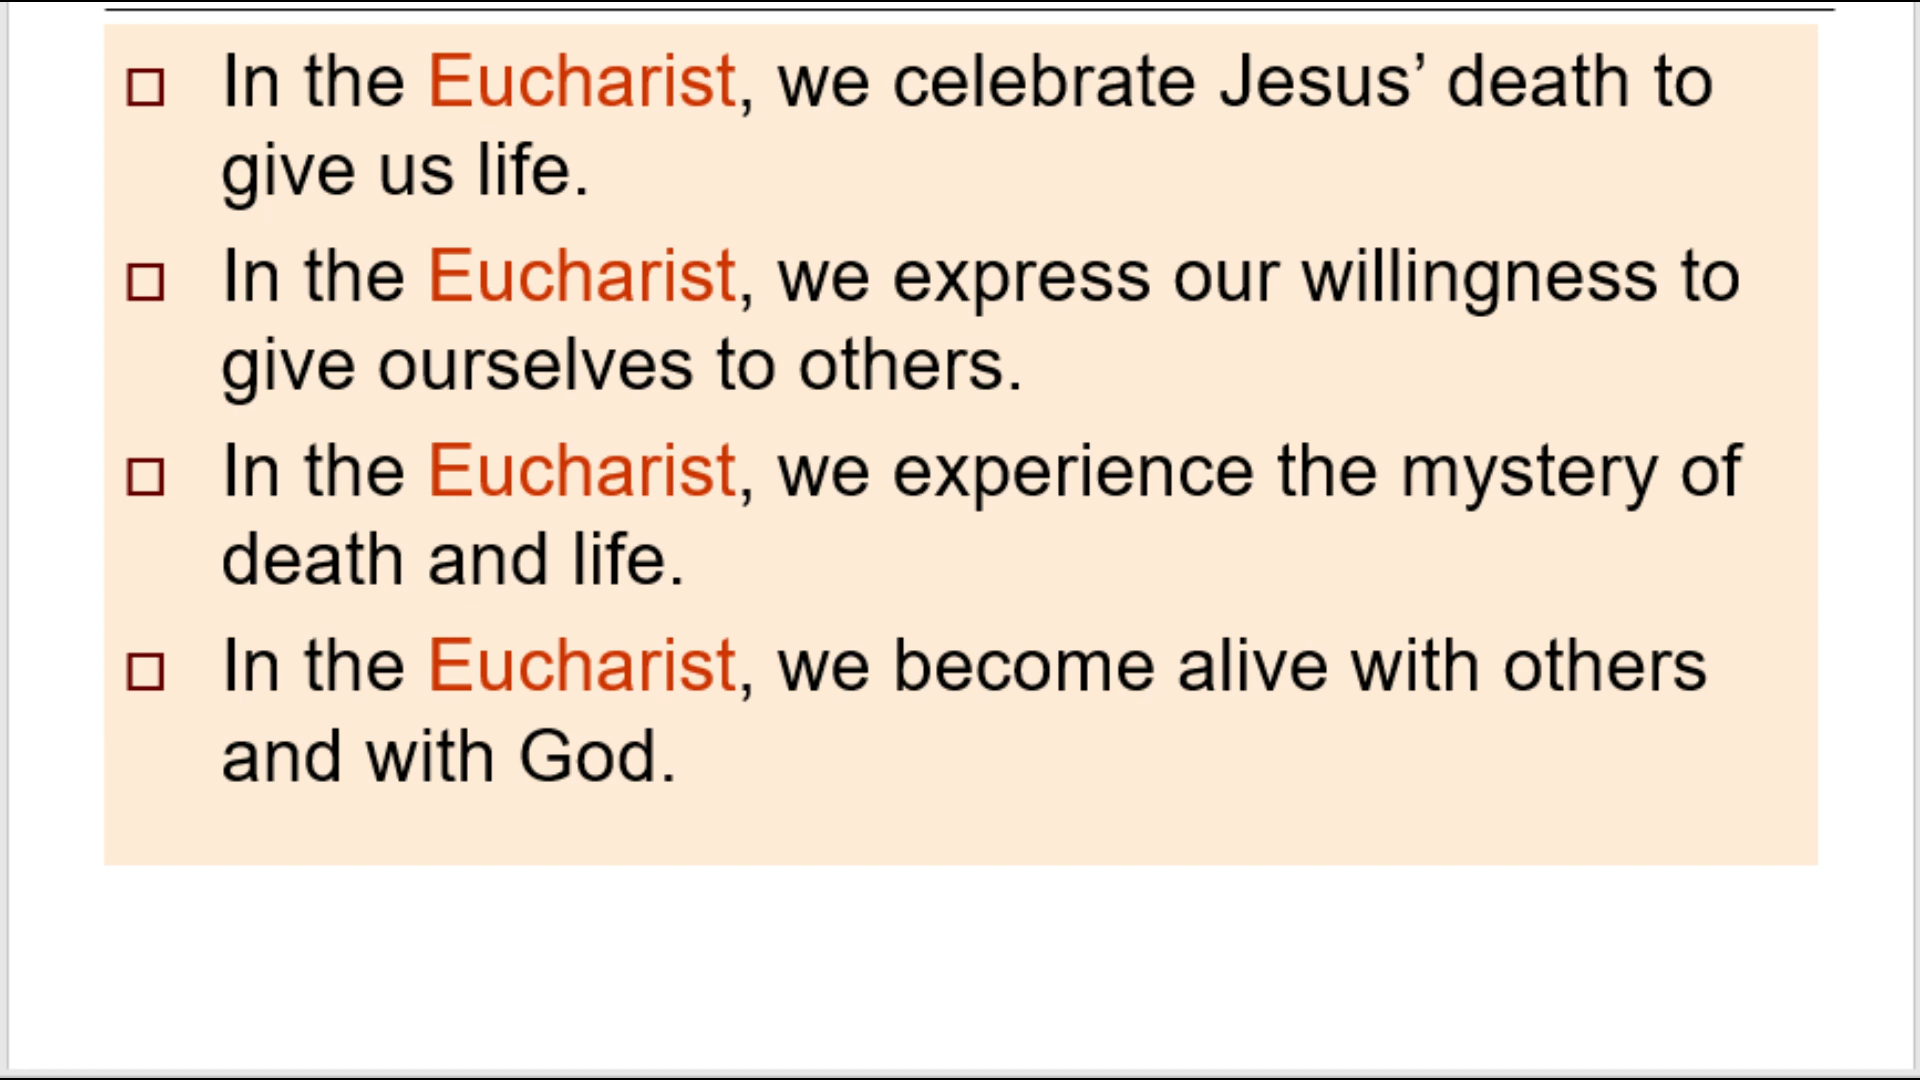 In the Eucharist, we celebrate Jesus’ death to
give us life.
In the Eucharist, we express our willingness to
give ourselves to others.
In the Eucharist, we experience the mystery of
death and life.
In the Eucharist, we become alive with others
and with God.